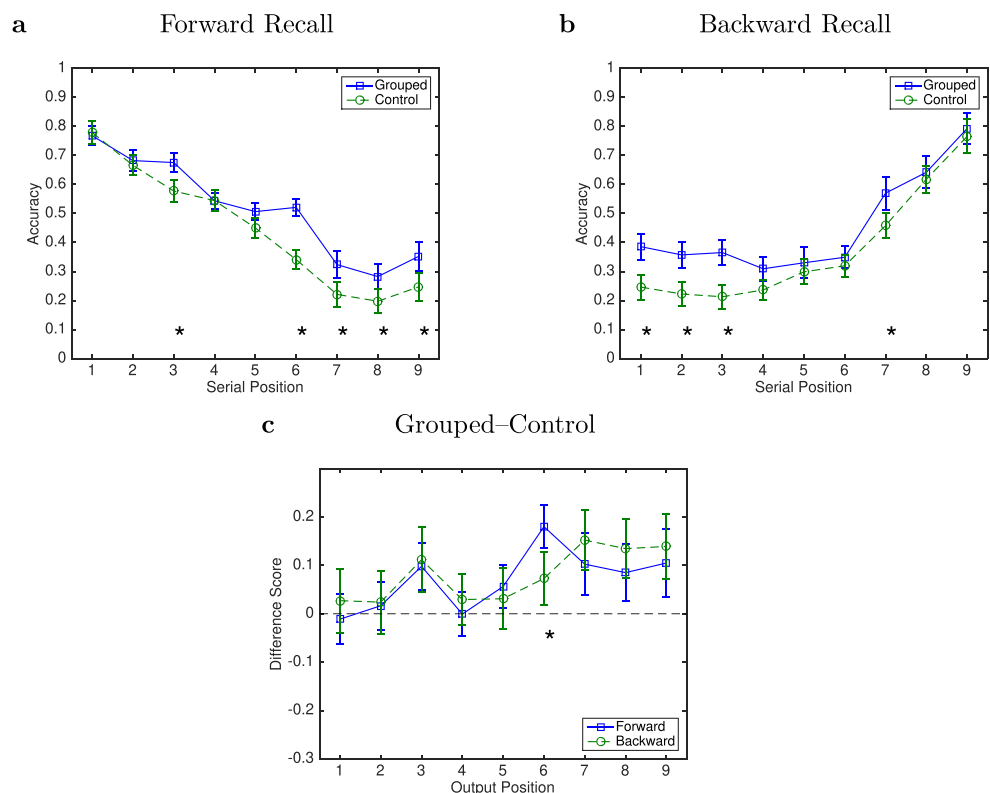 a Forward Recall
1
0.9
0.8
0.7
0.6
0.5
0.4
0.3
0.2
0.1
0
Accuracy
Grouped
Control
* * * * *
1 2 3 4 5 6 7 8 9
Serial Position
b Backward Recall
1
0.9
0.8
0.7
0.6
0.5
0.4
0.3
0.2
0.1
0
Accuracy
Grouped
Control
* * * *
1 2 3 4 5 6 7 8 9
Serial Position
c Grouped–Control
0.2
0.1
0
-0.1
-0.2
-0.3
Difference Score
*
Forward
Backward
1 2 3 4 5 6 7 8 9
Output Position